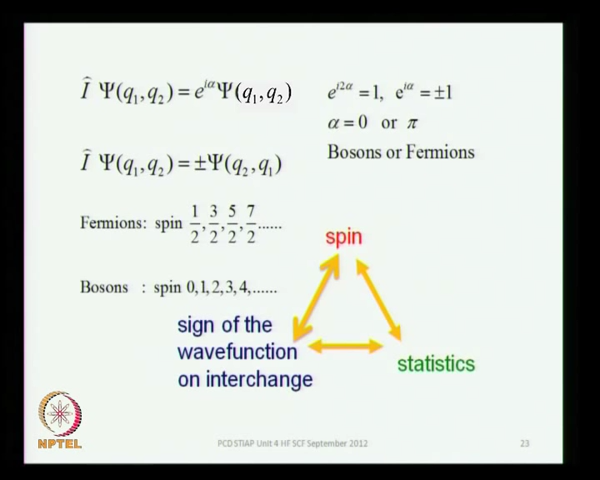 Î Ψ(q₁,q₂) = e^{iα}Ψ(q₁,q₂)
e^{i2α} = 1, e^{iα} = ±1
α = 0 or π
Î Ψ(q₁,q₂) = ±Ψ(q₂,q₁)
Bosons or Fermions
Fermions: spin 1/2, 3/2, 5/2, 7/2......
spin
Bosons : spin 0,1,2,3,4,......
sign of the
wavefunction
on interchange
statistics
NPTEL
PCD STIAP Unit 4 HF SCF September 2012
23